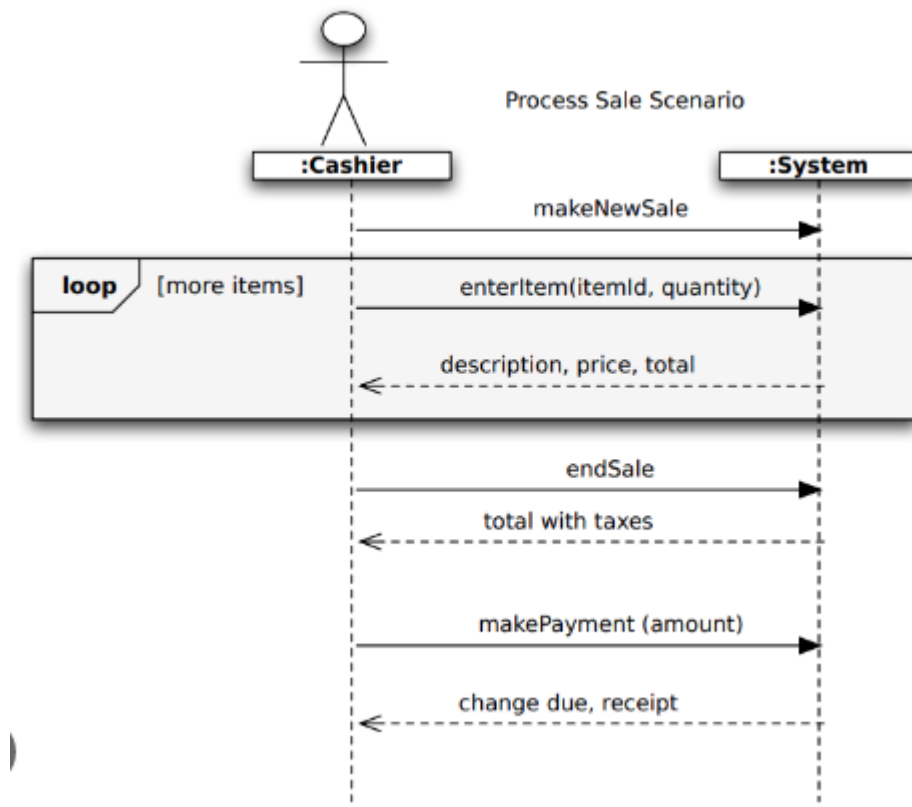 Process Sale Scenario
:Cashier
:System
makeNewSale
loop [more items] enterItem(itemId, quantity)
description, price, total
endSale
total with taxes
makePayment (amount)
change due, receipt